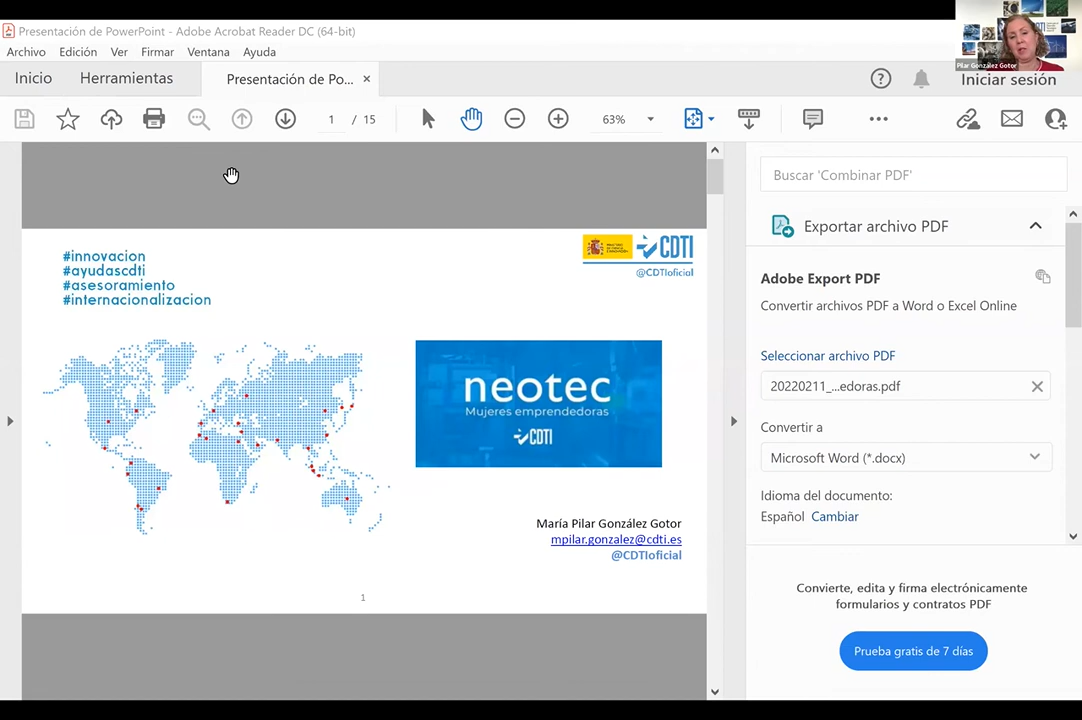 Presentación de PowerPoint - Adobe Acrobat Reader DC (64-bit)
Archivo Edición Ver Firmar Ventana Ayuda
Inicio Herramientas Presentación de Po... × Iniciar sesión
Pilar González Gotor
1 / 15 63%
Buscar 'Combinar PDF'
Exportar archivo PDF
Adobe Export PDF
Convertir archivos PDF a Word o Excel Online
Seleccionar archivo PDF
20220211_...edoras.pdf
Convertir a
Microsoft Word (*.docx)
Idioma del documento:
Español Cambiar
Convierte, edita y firma electrónicamente
formularios y contratos PDF
Prueba gratis de 7 días
#innovacion
#ayudascdti
#asesoramiento
#internacionalizacion
CDTI
@CDTIoficial
neotec
Mujeres emprendedoras
CDTI
María Pilar González Gotor
mpilar.gonzalez@cdti.es
@CDTIoficial
1